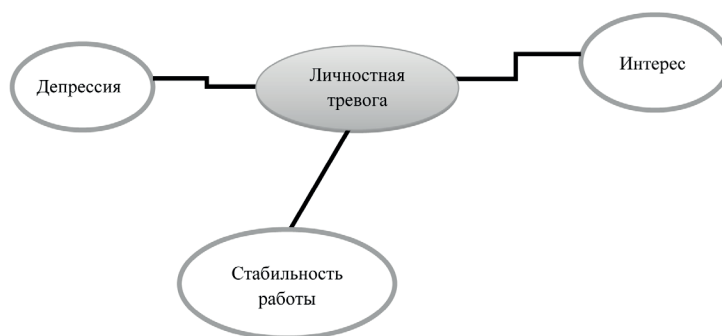 Депрессия
Личностная
тревога
Интерес
Стабильность
работы